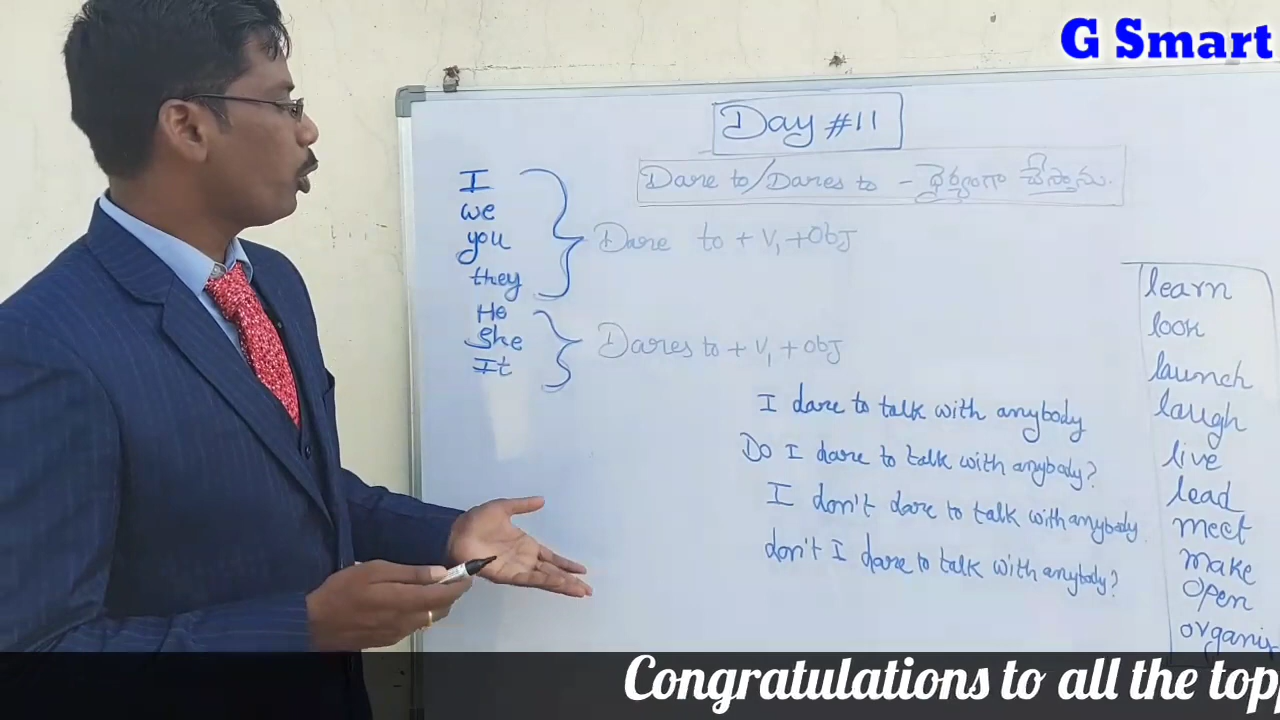 G Smart
Day #11
Dare to/Dares to - ధైర్యంగా చేస్తాను.
I
we
you
they
Dare to + V1 + Obj
He
She
It
Dares to + V1 + obj
I dare to talk with anybody
Do I dare to talk with anybody?
I don't dare to talk with anybody.
don't I dare to talk with anybody?
learn
look
launch
laugh
live
lead
meet
make
open
organis
Congratulations to all the top